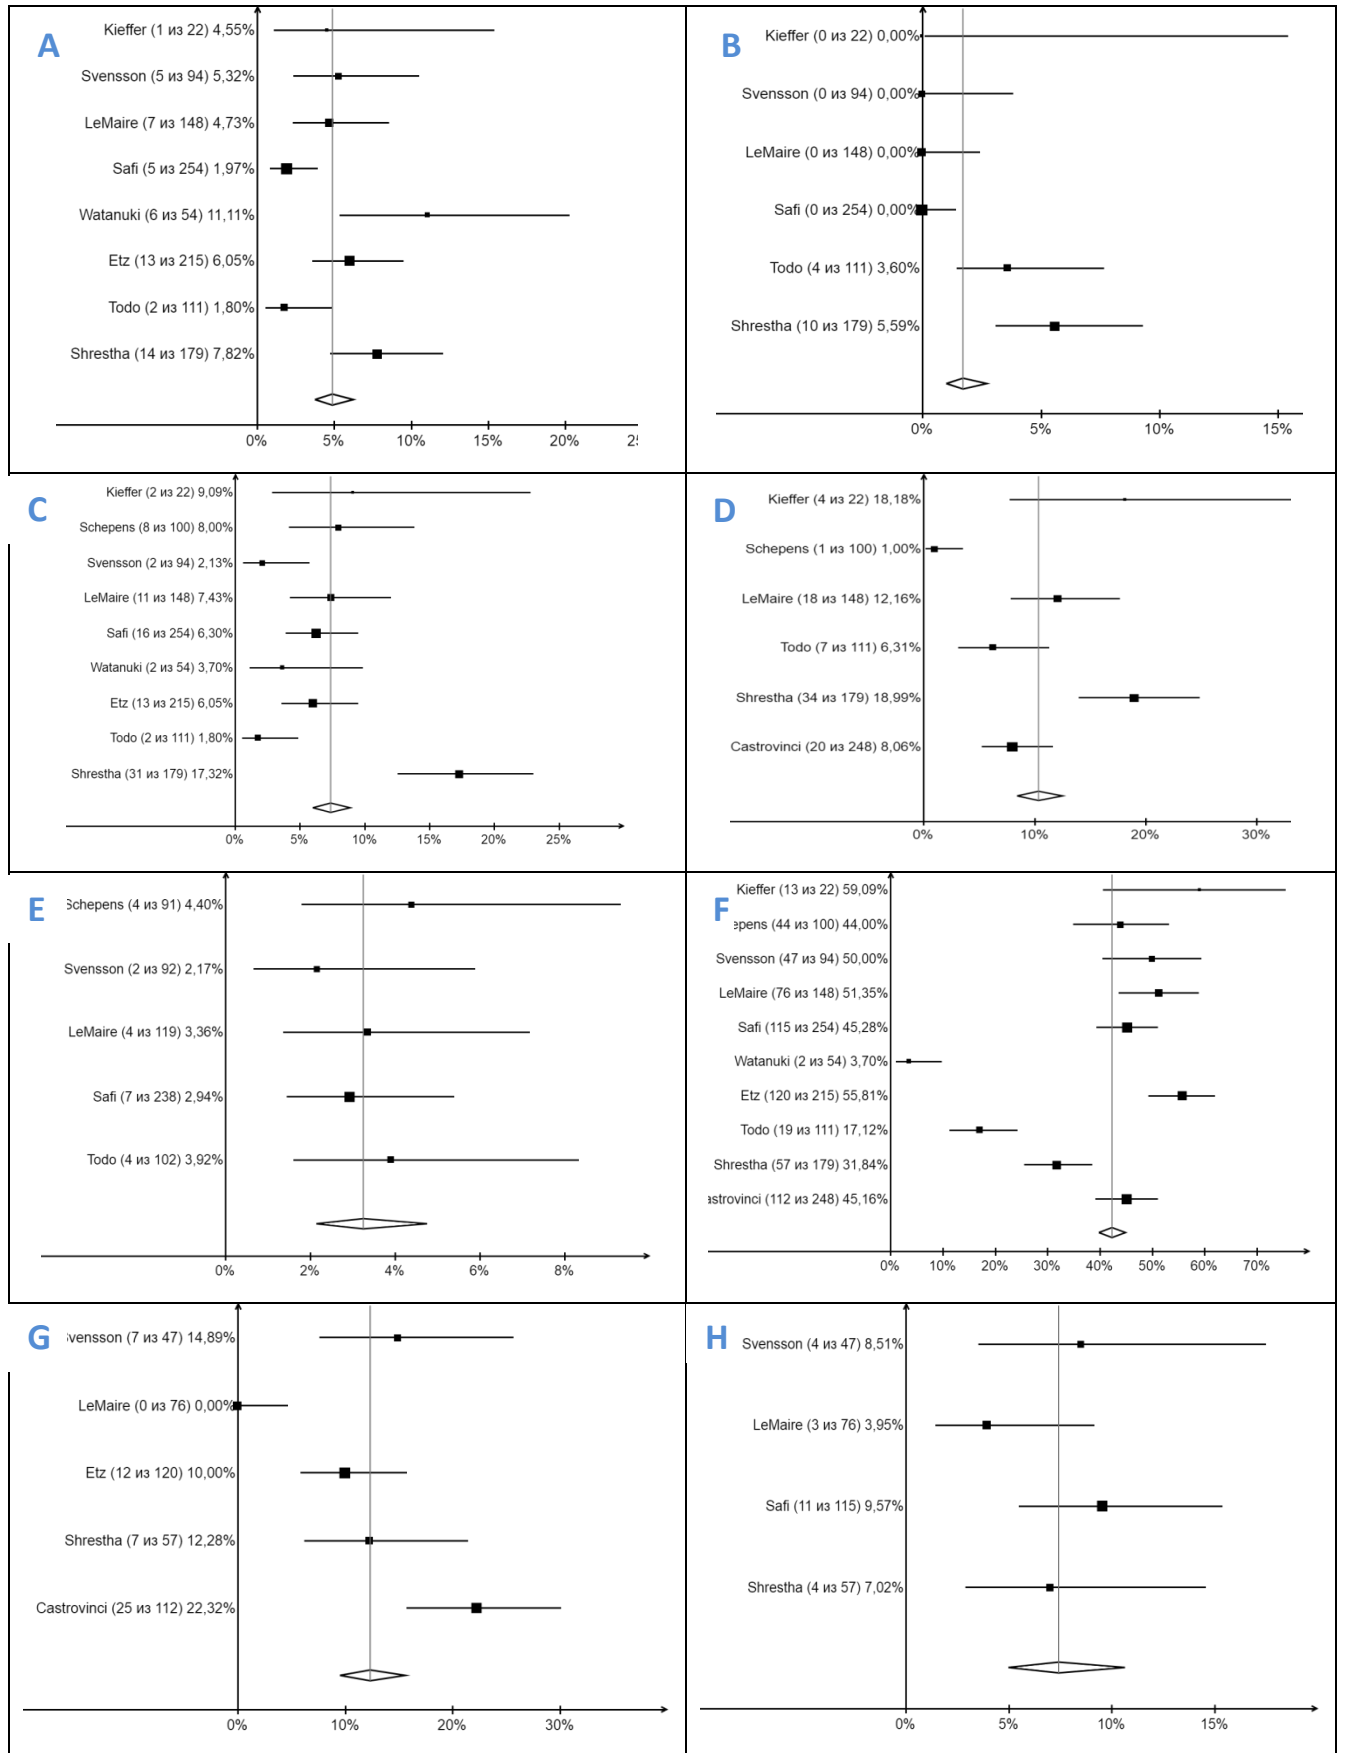 A
Kieffer (1 из 22) 4,55%
Svensson (5 из 94) 5,32%
LeMaire (7 из 148) 4,73%
Safi (5 из 254) 1,97%
Watanuki (6 из 54) 11,11%
Etz (13 из 215) 6,05%
Todo (2 из 111) 1,80%
Shrestha (14 из 179) 7,82%
0% 5% 10% 15% 20% 25
B
Kieffer (0 из 22) 0,00%
Svensson (0 из 94) 0,00%
LeMaire (0 из 148) 0,00%
Safi (0 из 254) 0,00%
Todo (4 из 111) 3,60%
Shrestha (10 из 179) 5,59%
0% 5% 10% 15%
C
Kieffer (2 из 22) 9,09%
Schepens (8 из 100) 8,00%
Svensson (2 из 94) 2,13%
LeMaire (11 из 148) 7,43%
Safi (16 из 254) 6,30%
Watanuki (2 из 54) 3,70%
Etz (13 из 215) 6,05%
Todo (2 из 111) 1,80%
Shrestha (31 из 179) 17,32%
0% 5% 10% 15% 20% 25%
D
Kieffer (4 из 22) 18,18%
Schepens (1 из 100) 1,00%
LeMaire (18 из 148) 12,16%
Todo (7 из 111) 6,31%
Shrestha (34 из 179) 18,99%
Castrovinci (20 из 248) 8,06%
0% 10% 20% 30%
E
Schepens (4 из 91) 4,40%
Svensson (2 из 92) 2,17%
LeMaire (4 из 119) 3,36%
Safi (7 из 238) 2,94%
Todo (4 из 102) 3,92%
0% 2% 4% 6% 8%
F
Kieffer (13 из 22) 59,09%
epens (44 из 100) 44,00%
Svensson (47 из 94) 50,00%
LeMaire (76 из 148) 51,35%
Safi (115 из 254) 45,28%
Watanuki (2 из 54) 3,70%
Etz (120 из 215) 55,81%
Todo (19 из 111) 17,12%
Shrestha (57 из 179) 31,84%
astrovinci (112 из 248) 45,16%
0% 10% 20% 30% 40% 50% 60% 70%
G
vensson (7 из 47) 14,89%
LeMaire (0 из 76) 0,00%
Etz (12 из 120) 10,00%
Shrestha (7 из 57) 12,28%
Castrovinci (25 из 112) 22,32%
0% 10% 20% 30%
H
Svensson (4 из 47) 8,51%
LeMaire (3 из 76) 3,95%
Safi (11 из 115) 9,57%
Shrestha (4 из 57) 7,02%
0% 5% 10% 15%